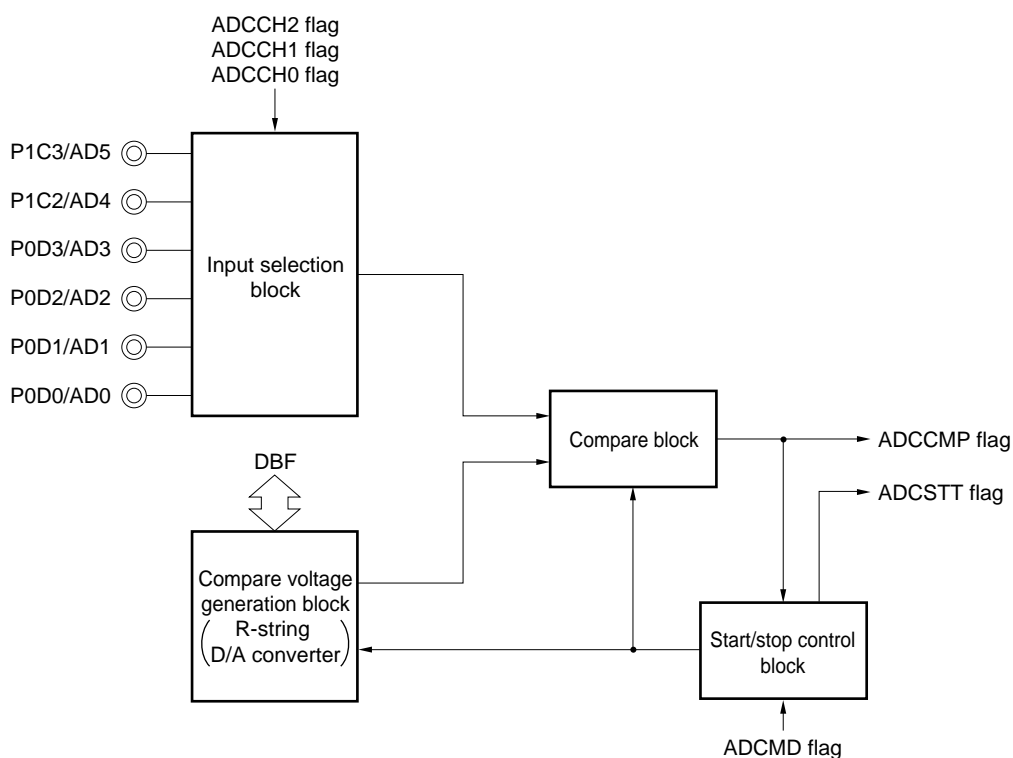 ADCCH2 flag
ADCCH1 flag
ADCCH0 flag
P1C3/AD5
P1C2/AD4
P0D3/AD3
P0D2/AD2
P0D1/AD1
P0D0/AD0
Input selection
block
Compare block
ADCCMP flag
ADCSTT flag
DBF
Compare voltage
generation block
R-string
D/A converter
Start/stop control
block
ADCMD flag